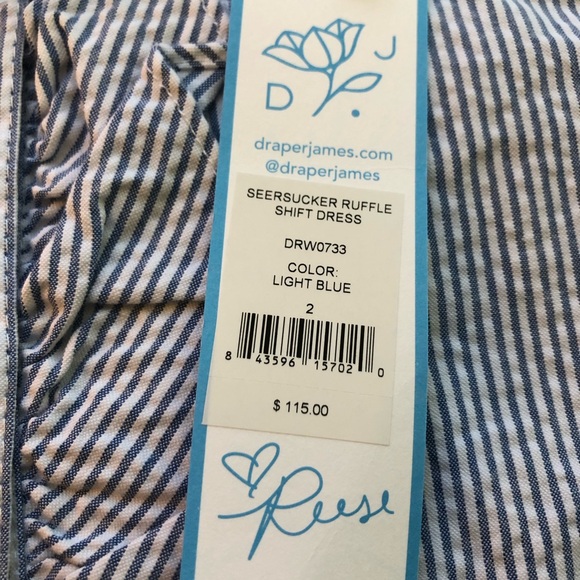 J
D
draperjames.com
@draperjames
SEERSUCKER RUFFLE
SHIFT DRESS
DRW0733
COLOR:
LIGHT BLUE
2
8 43596 15702 0
$ 115.00
Reese